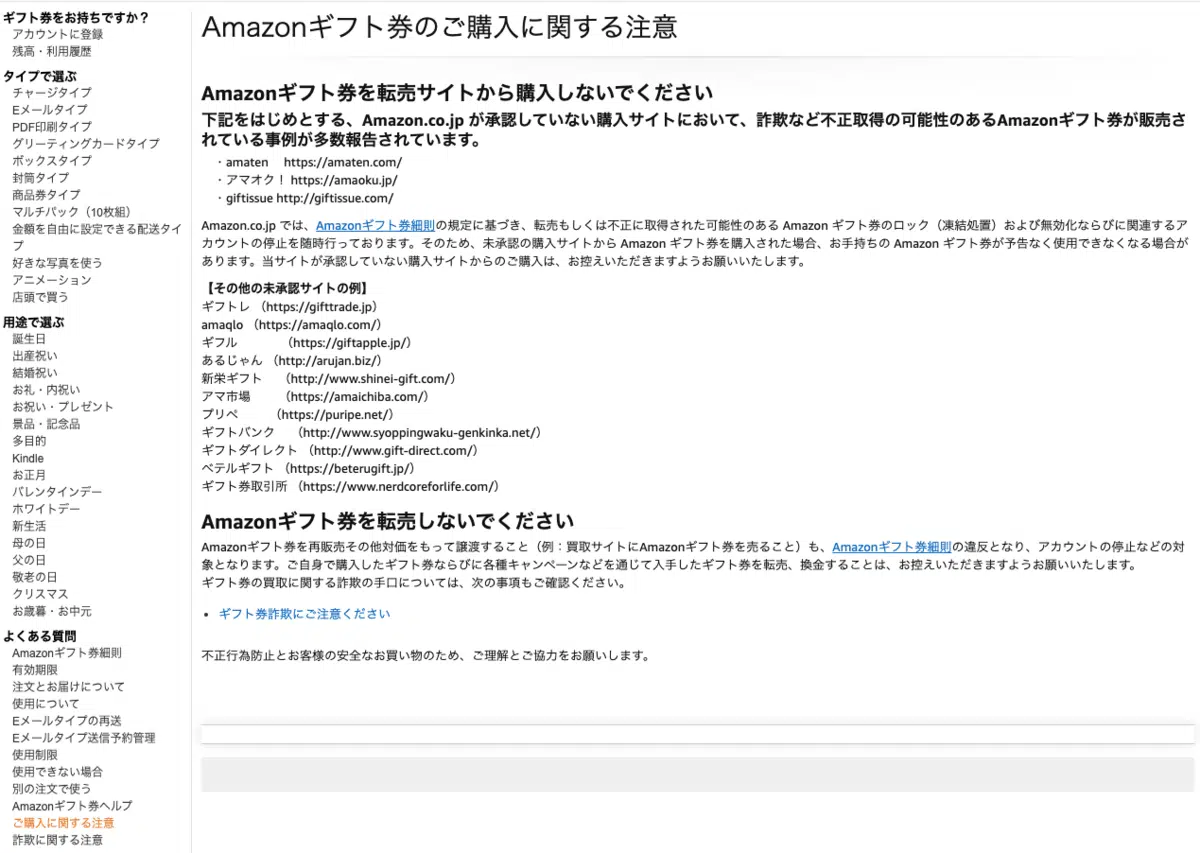 ギフト券をお持ちですか？
アカウントに登録
残高・利用履歴
タイプで選ぶ
チャージタイプ
Eメールタイプ
PDF印刷タイプ
グリーティングカードタイプ
ボックスタイプ
封筒タイプ
商品券タイプ
マルチパック（10枚組）
金額を自由に設定できる配送タイ
プ
好きな写真を使う
アニメーション
店頭で買う
用途で選ぶ
誕生日
出産祝い
結婚祝い
お礼・内祝い
お祝い・プレゼント
景品・記念品
多目的
Kindle
お正月
バレンタインデー
ホワイトデー
新生活
母の日
父の日
敬老の日
クリスマス
お歳暮・お中元
よくある質問
Amazonギフト券細則
有効期限
注文とお届けについて
使用について
Eメールタイプの再送
Eメールタイプ送信予約管理
使用制限
使用できない場合
別の注文で使う
Amazonギフト券ヘルプ
ご購入に関する注意
詐欺に関する注意
Amazonギフト券のご購入に関する注意
Amazonギフト券を転売サイトから購入しないでください
下記をはじめとする、Amazon.co.jp が承認していない購入サイトにおいて、詐欺など不正取得の可能性のあるAmazonギフト券が販売さ
れている事例が多数報告されています。
・amaten　https://amaten.com/
・アマオク！ https://amaoku.jp/
・giftissue http://giftissue.com/
Amazon.co.jp では、Amazonギフト券細則の規定に基づき、転売もしくは不正に取得された可能性のある Amazon ギフト券のロック（凍結処置）および無効化ならびに関連するア
カウントの停止を随時行っております。そのため、未承認の購入サイトから Amazon ギフト券を購入された場合、お手持ちの Amazon ギフト券が予告なく使用できなくなる場合が
あります。当サイトが承認していない購入サイトからのご購入は、お控えいただきますようお願いいたします。
【その他の未承認サイトの例】
ギフトレ （https://gifttrade.jp）
amaqlo （https://amaqlo.com/）
ギフル　　　　（https://giftapple.jp/）
あるじゃん （http://arujan.biz/）
新栄ギフト　　（http://www.shinei-gift.com/）
アマ市場　　　（https://amaichiba.com/）
プリペ　　　（https://puripe.net/）
ギフトバンク　　（http://www.syoppingwaku-genkinka.net/）
ギフトダイレクト （http://www.gift-direct.com/）
ベテルギフト （https://beterugift.jp/）
ギフト券取引所 （https://www.nerdcoreforlife.com/）
Amazonギフト券を転売しないでください
Amazonギフト券を再販売その他対価をもって譲渡すること（例：買取サイトにAmazonギフト券を売ること）も、Amazonギフト券細則の違反となり、アカウントの停止などの対
象となります。ご自身で購入したギフト券ならびに各種キャンペーンなどを通じて入手したギフト券を転売、換金することは、お控えいただきますようお願いいたします。
ギフト券の買取に関する詐欺の手口については、次の事項もご確認ください。
• ギフト券詐欺にご注意ください
不正行為防止とお客様の安全なお買い物のため、ご理解とご協力をお願いします。